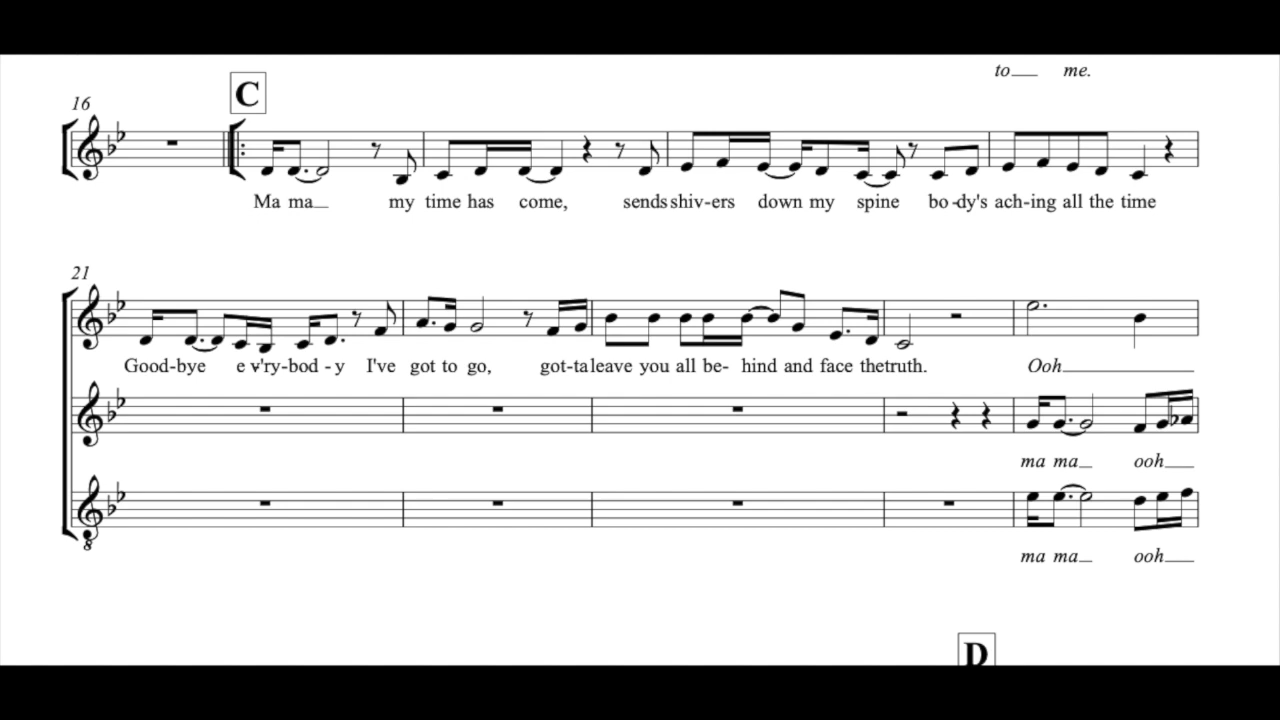 to me.
16
C
Ma ma my time has come, sends shiv-ers down my spine bo-dy's ach-ing all the time
21
Good-bye e v'ry-bod-y I've got to go, got-ta leave you all be- hind and face the truth. Ooh
ma ma ooh
8
ma ma ooh
D